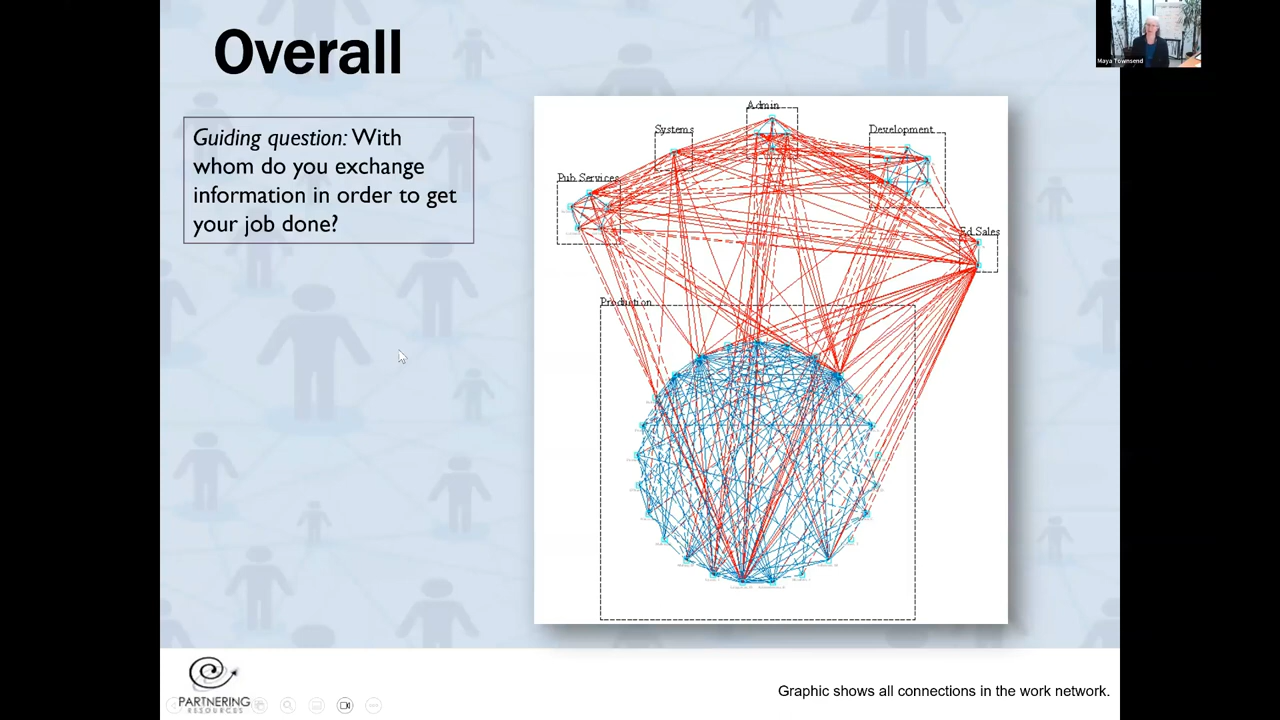 Overall
Maya Townsend
Guiding question: With
whom do you exchange
information in order to get
your job done?
Admin
Systems
Development
Pub Services
Ed Sales
Production
PARTNERING
RESOURCES
Graphic shows all connections in the work network.